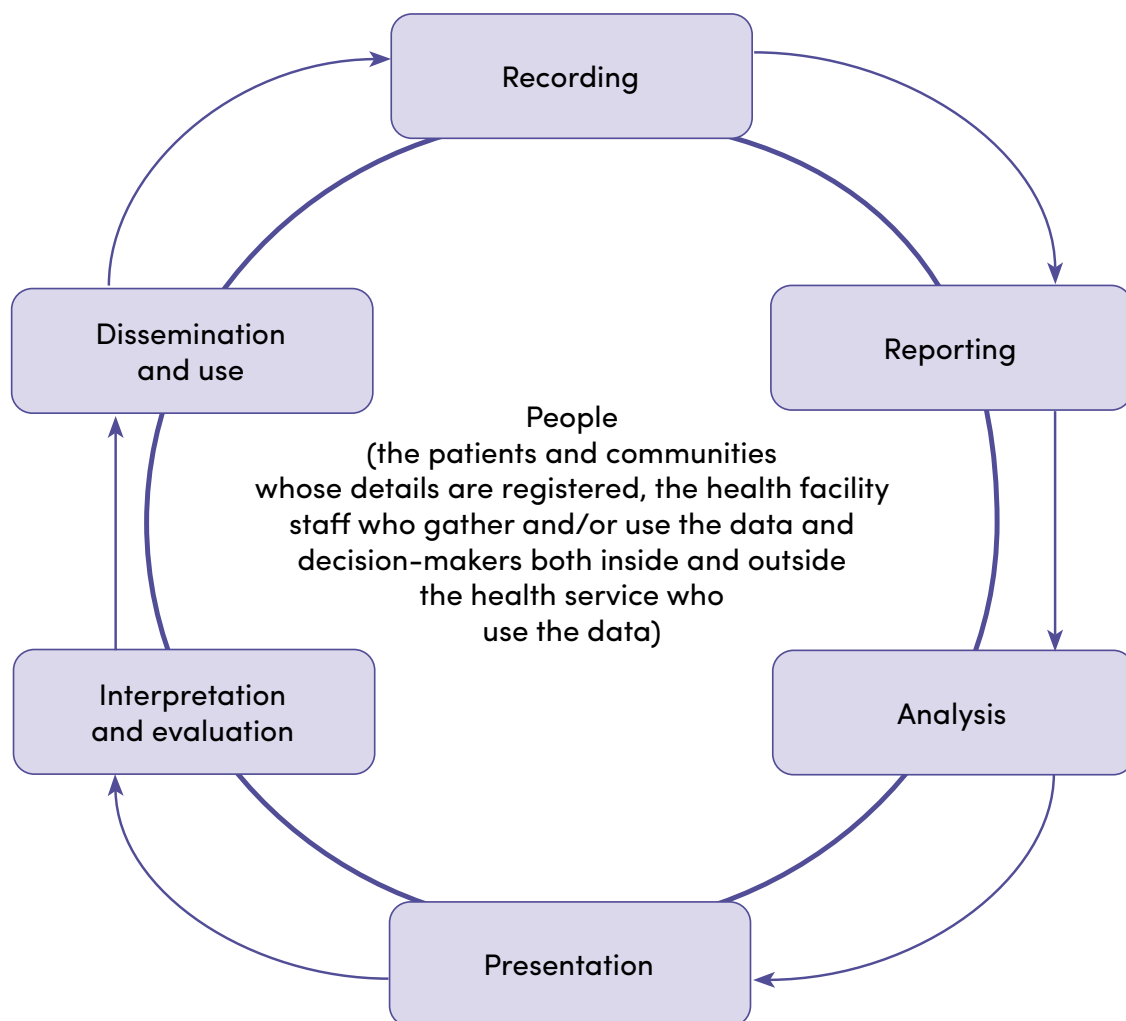 Recording
Reporting
Analysis
Presentation
Interpretation
and evaluation
Dissemination
and use
People
(the patients and communities
whose details are registered, the health facility
staff who gather and/or use the data and
decision-makers both inside and outside
the health service who
use the data)